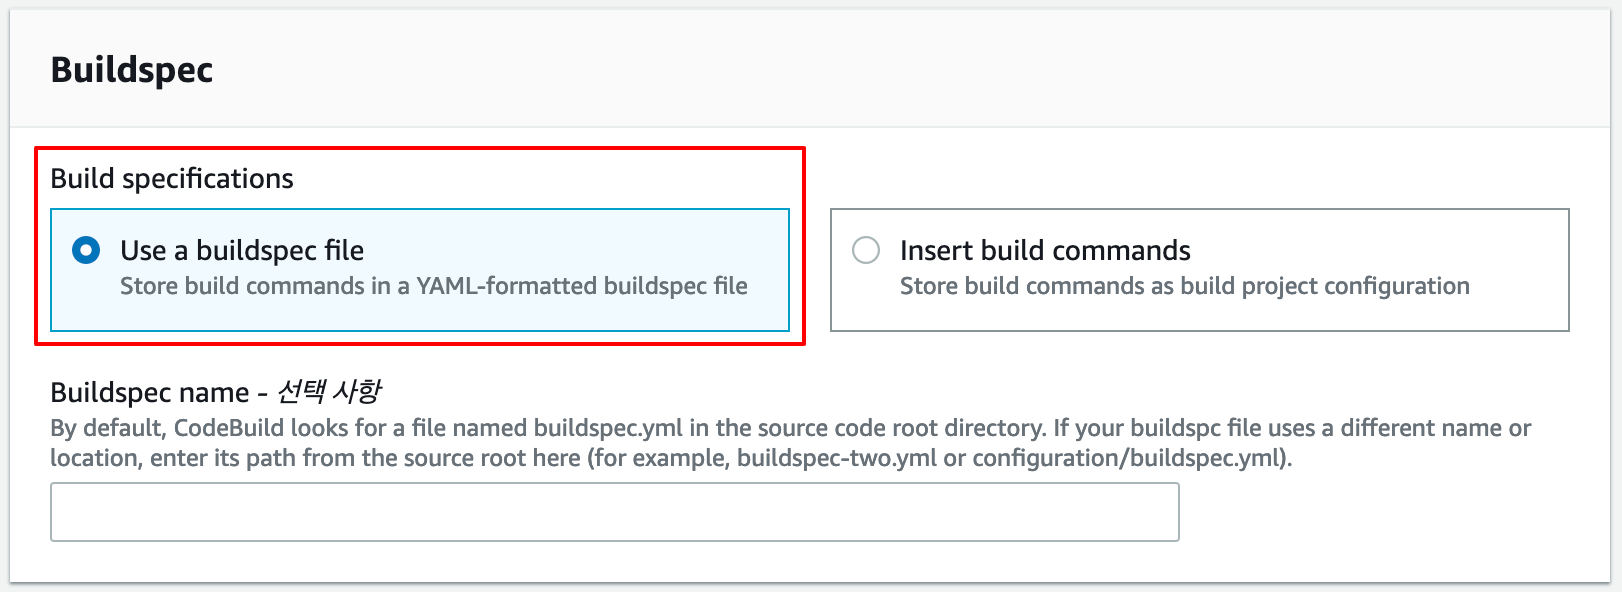 Buildspec
Build specifications
Use a buildspec file
Store build commands in a YAML-formatted buildspec file
Insert build commands
Store build commands as build project configuration
Buildspec name - 선택 사항
By default, CodeBuild looks for a file named buildspec.yml in the source code root directory. If your buildspc file uses a different name or
location, enter its path from the source root here (for example, buildspec-two.yml or configuration/buildspec.yml).